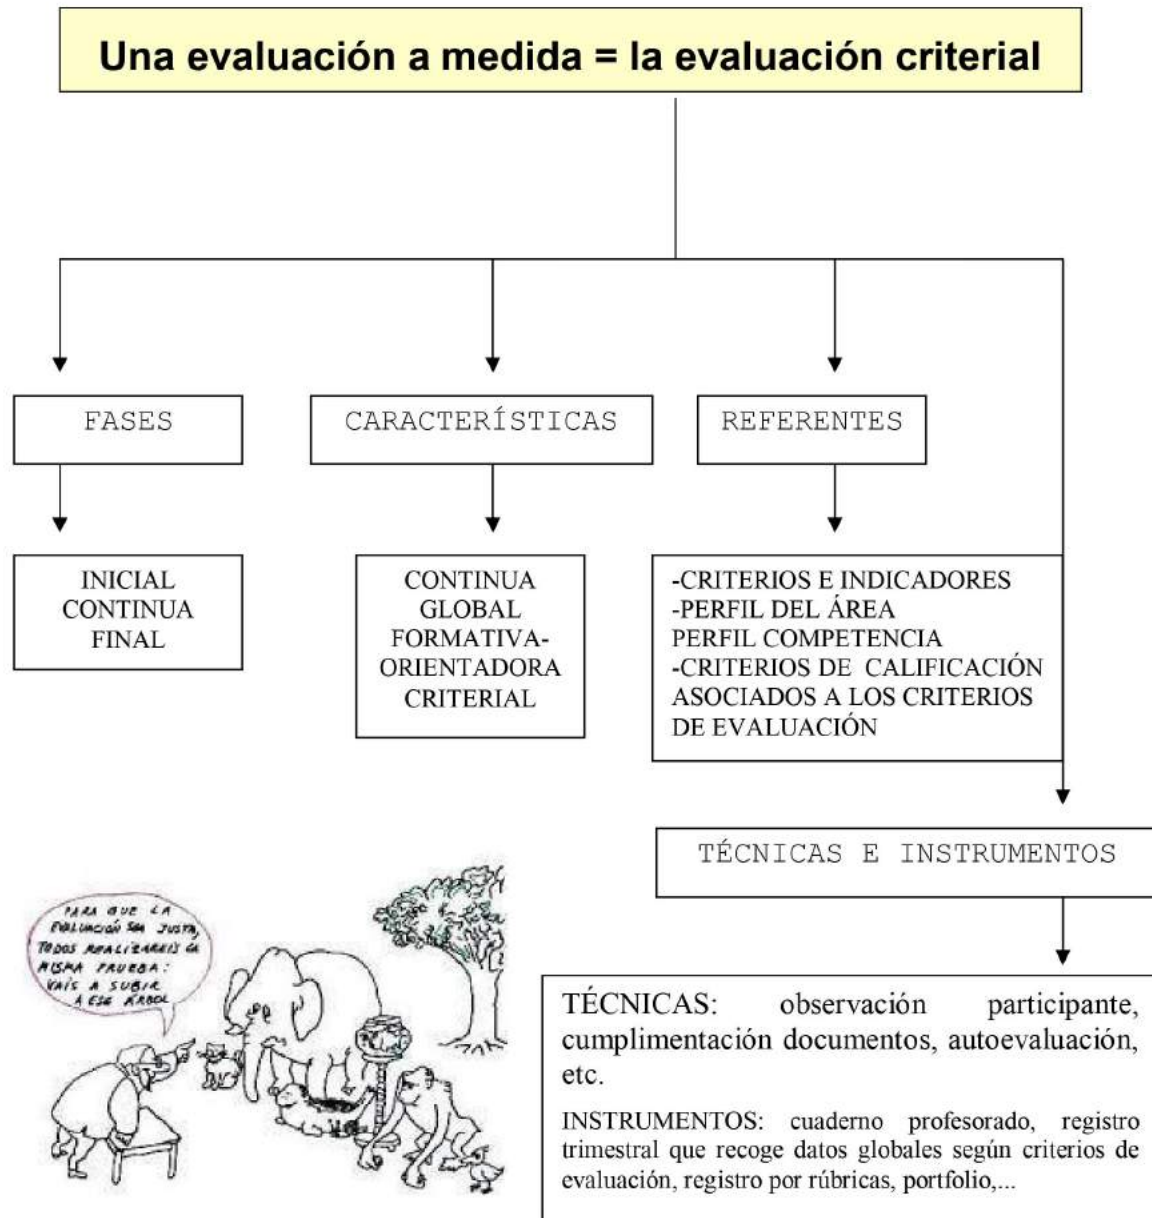 Una evaluación a medida = la evaluación criterial
FASES
CARACTERÍSTICAS
REFERENTES
INICIAL
CONTINUA
FINAL
CONTINUA
GLOBAL
FORMATIVA-
ORIENTADORA
CRITERIAL
-CRITERIOS E INDICADORES
-PERFIL DEL ÁREA
PERFIL COMPETENCIA
-CRITERIOS DE CALIFICACIÓN
ASOCIADOS A LOS CRITERIOS
DE EVALUACIÓN
TÉCNICAS E INSTRUMENTOS
PARA QUE LA
EVALUACIÓN SEA JUSTA,
TODOS REALIZAREIS LA
MISMA PRUEBA:
VAIS A SUBIR
A ESE ÁRBOL
TÉCNICAS: observación participante,
cumplimentación documentos, autoevaluación,
etc.
INSTRUMENTOS: cuaderno profesorado, registro
trimestral que recoge datos globales según criterios de
evaluación, registro por rúbricas, portfolio,...